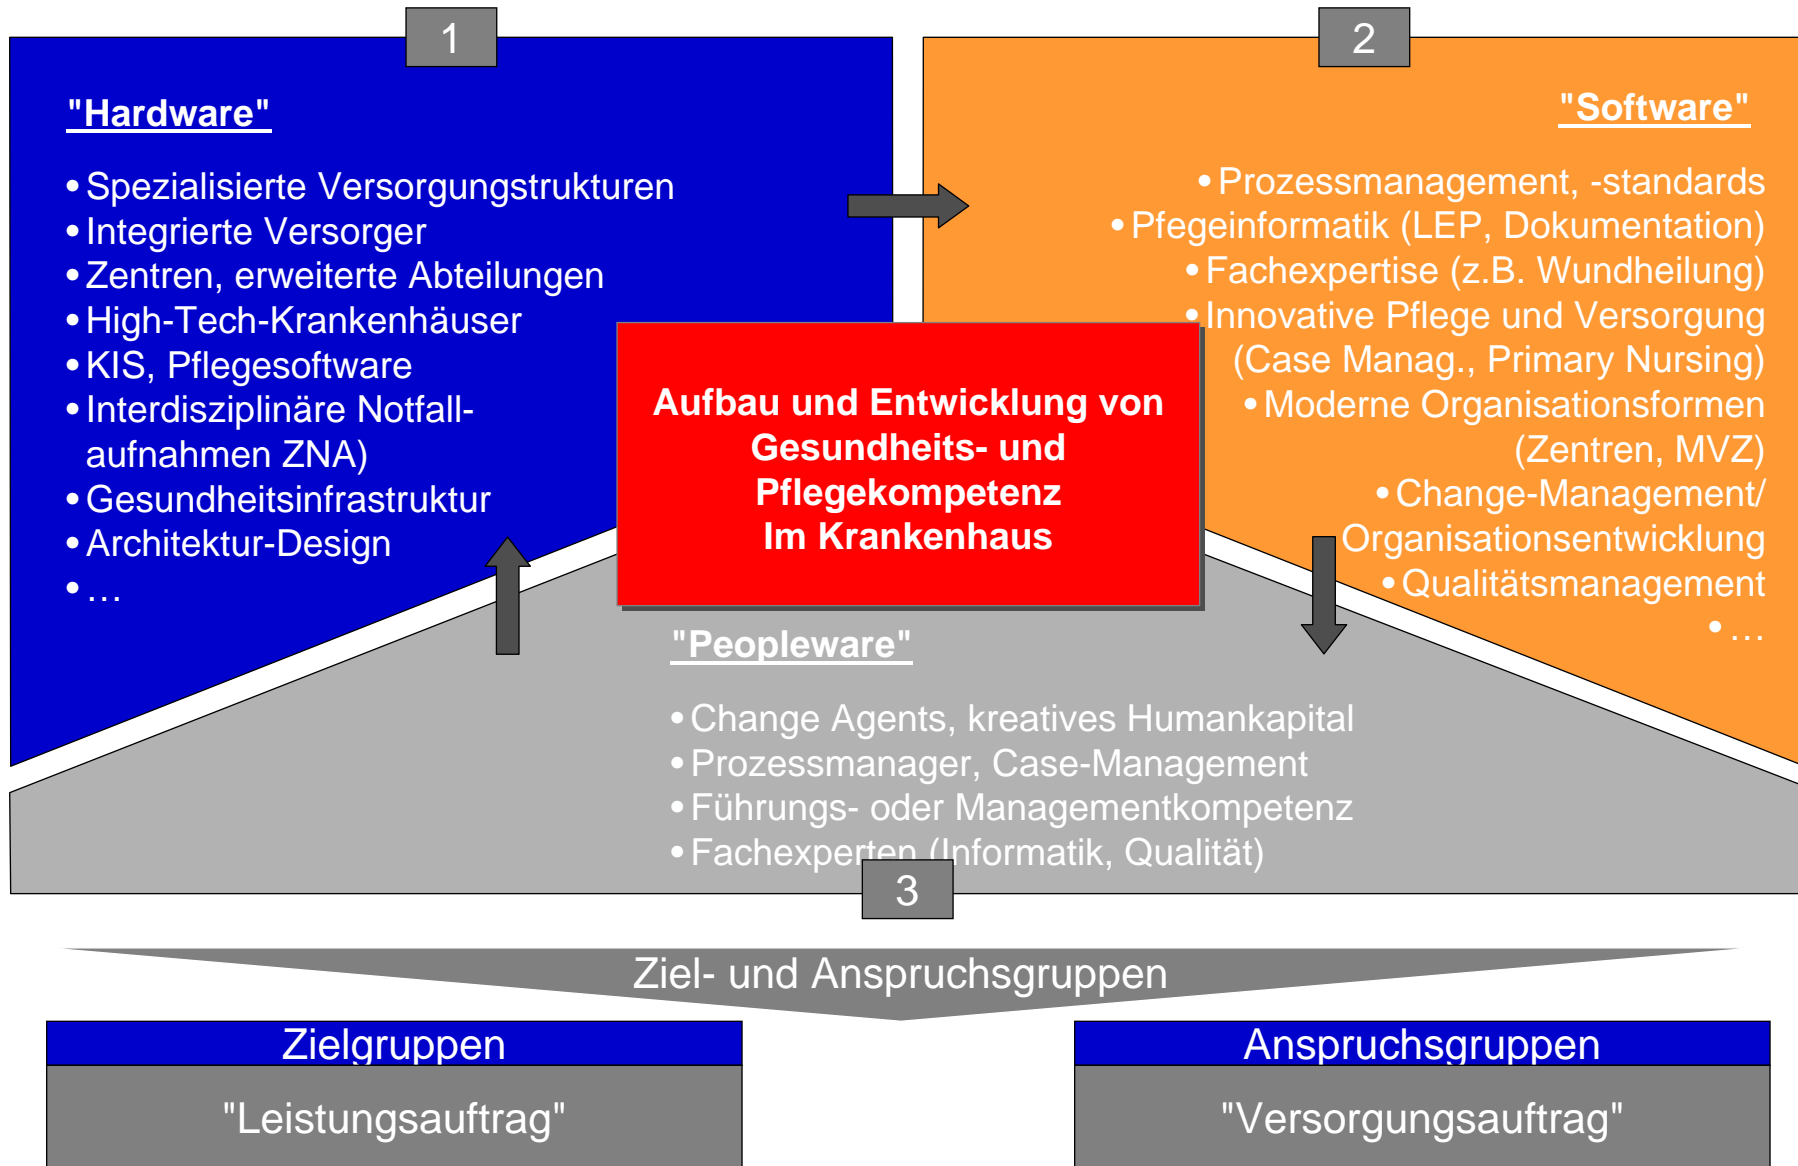 1
"Hardware"
• Spezialisierte Versorgungstrukturen
• Integrierte Versorger
• Zentren, erweiterte Abteilungen
• High-Tech-Krankenhäuser
• KIS, Pflegesoftware
• Interdisziplinäre Notfall-
aufnahmen ZNA)
• Gesundheitsinfrastruktur
• Architektur-Design
• …
2
"Software"
• Prozessmanagement, -standards
• Pfegeinformatik (LEP, Dokumentation)
• Fachexpertise (z.B. Wundheilung)
• Innovative Pflege und Versorgung
(Case Manag., Primary Nursing)
• Moderne Organisationsformen
(Zentren, MVZ)
• Change-Management/
Organisationsentwicklung
• Qualitätsmanagement
• …
Aufbau und Entwicklung von
Gesundheits- und
Pflegekompetenz
Im Krankenhaus
"Peopleware"
• Change Agents, kreatives Humankapital
• Prozessmanager, Case-Management
• Führungs- oder Managementkompetenz
• Fachexperten (Informatik, Qualität)
3
Ziel- und Anspruchsgruppen
Zielgruppen
"Leistungsauftrag"
Anspruchsgruppen
"Versorgungsauftrag"